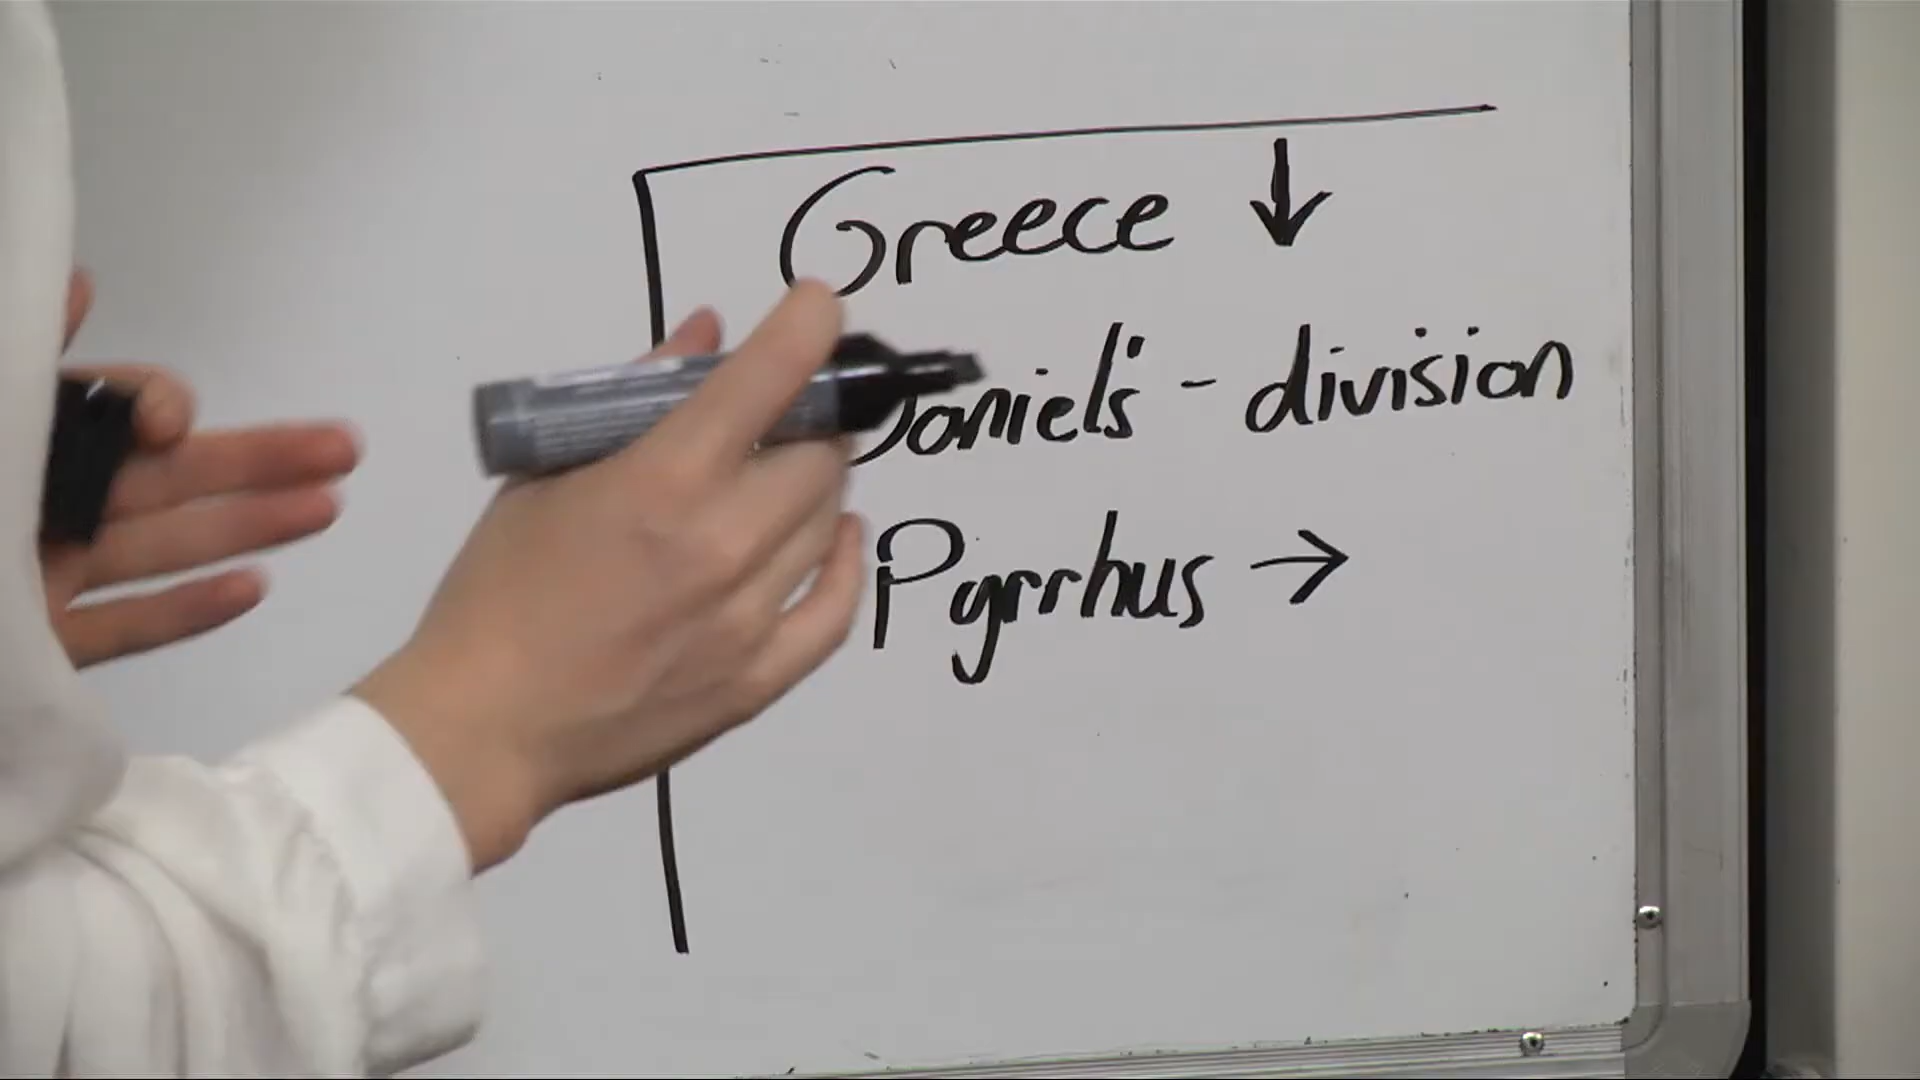 Greece ↓
Daniel's - division
Pyrrhus →